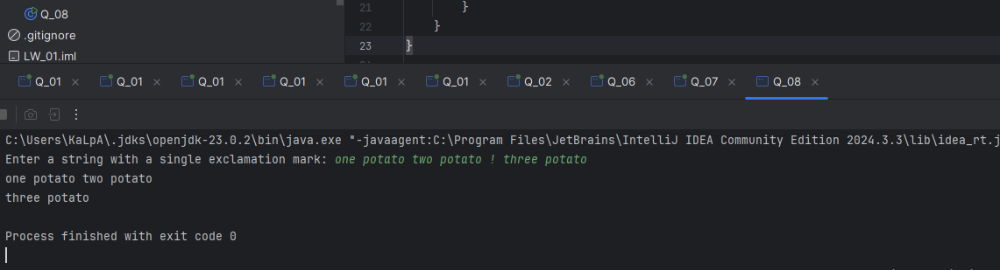 Q_08
.gitignore
LW_01.iml
21 }
22 }
23 }
Q_01 Q_01 Q_01 Q_01 Q_01 Q_01 Q_02 Q_06 Q_07 Q_08
C:\Users\KaLpA\.jdks\openjdk-23.0.2\bin\java.exe "-javaagent:C:\Program Files\JetBrains\IntelliJ IDEA Community Edition 2024.3.3\lib\idea_rt.j
Enter a string with a single exclamation mark: one potato two potato ! three potato
one potato two potato
three potato
Process finished with exit code 0